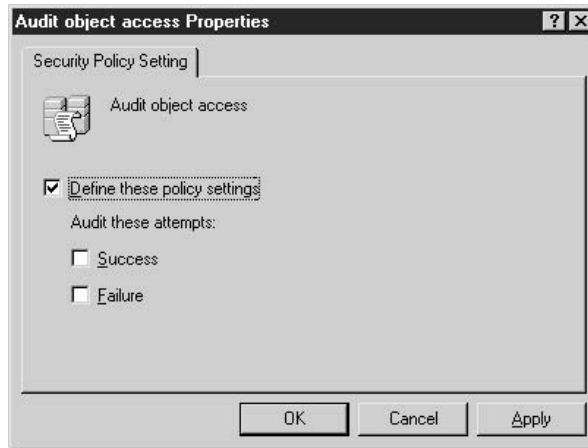 Audit object access Properties
Security Policy Setting
Audit object access
Define these policy settings
Audit these attempts:
Success
Failure
OK Cancel Apply